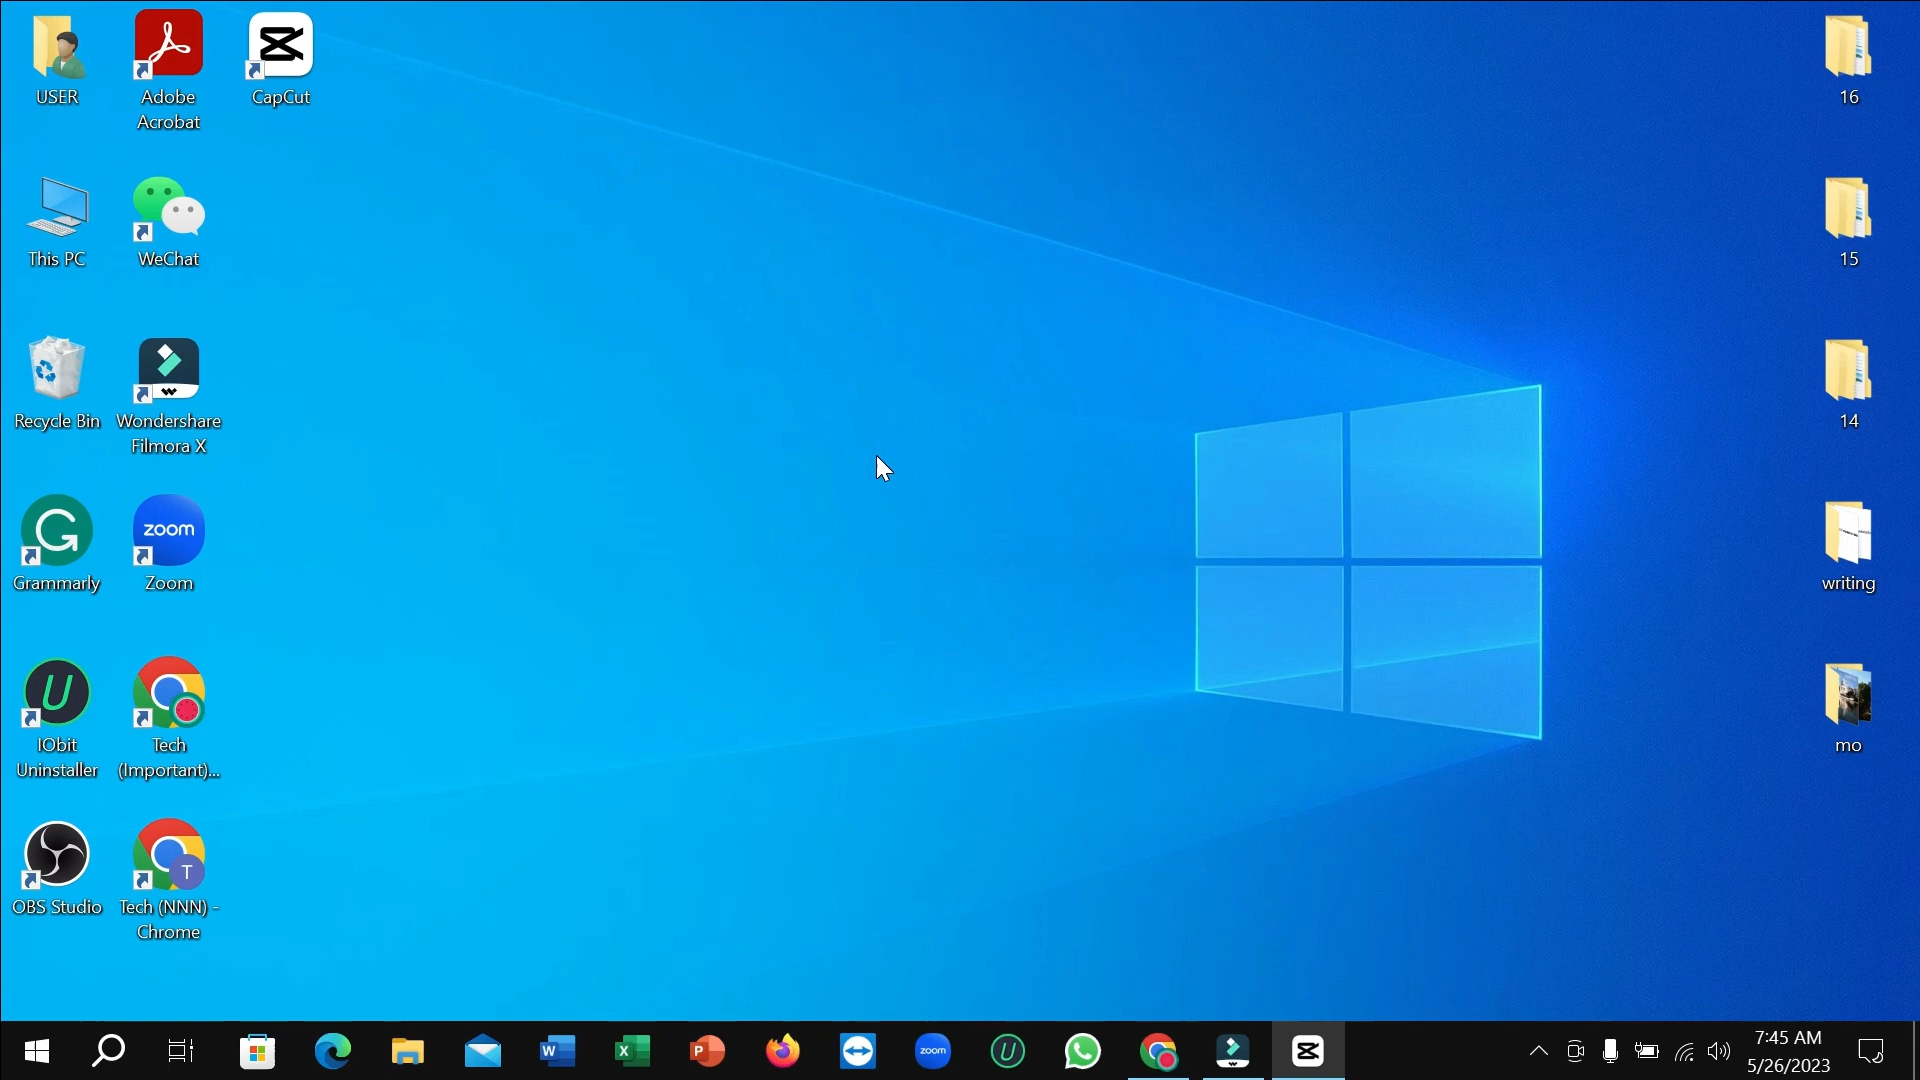 USER
Adobe
Acrobat
CapCut
16
This PC
WeChat
15
Recycle Bin
Wondershare
Filmora X
14
Grammarly
zoom
Zoom
writing
IObit
Uninstaller
Tech
(Important)...
mo
OBS Studio
T
Tech (NNN) -
Chrome
zoom
7:45 AM
5/26/2023